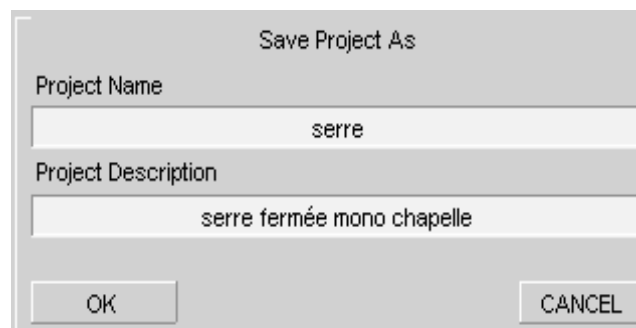 Save Project As
Project Name
serre
Project Description
serre fermée mono chapelle
OK CANCEL